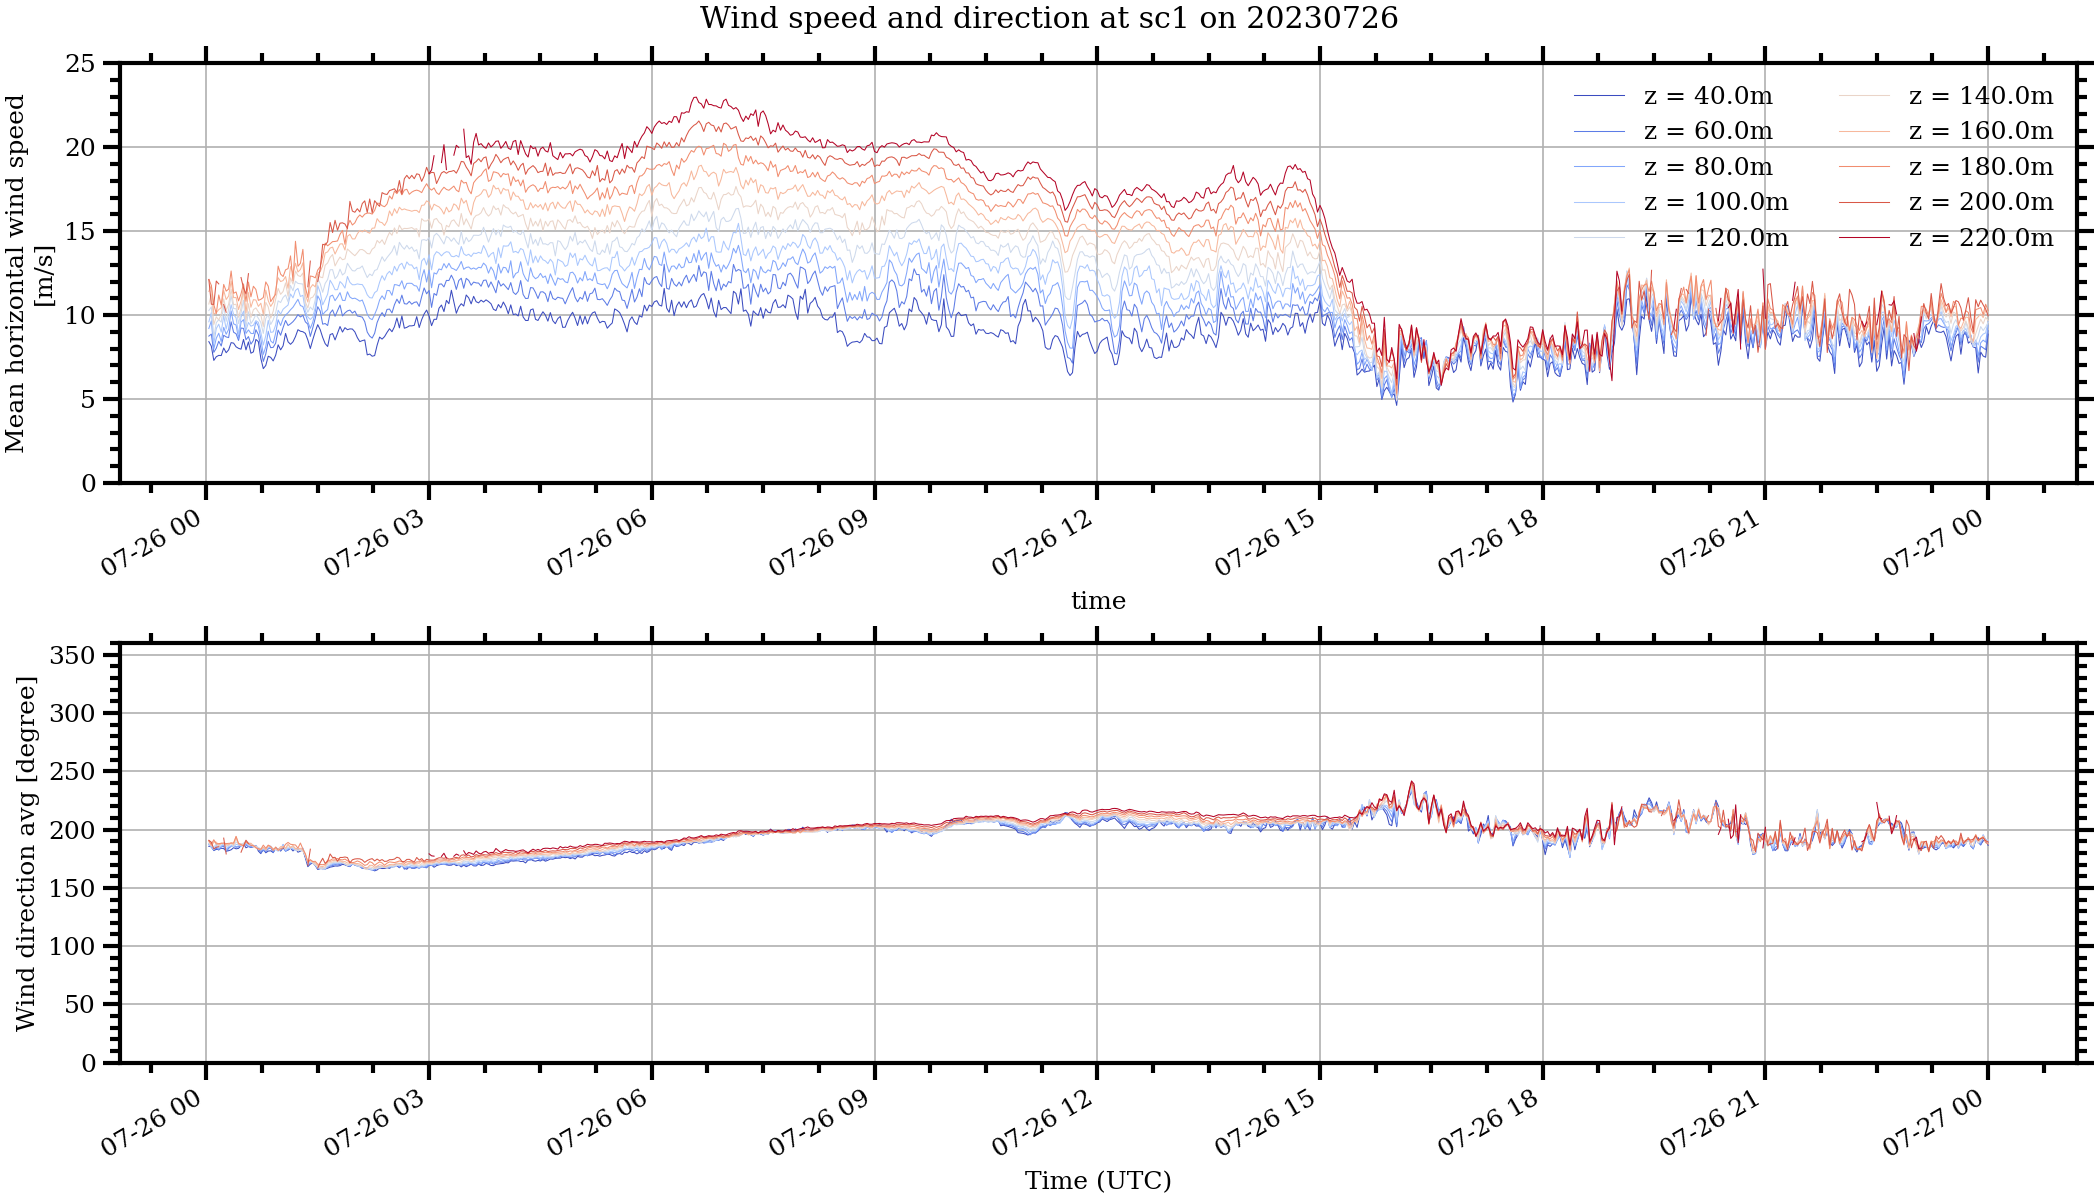 Wind speed and direction at sc1 on 20230726
Mean horizontal wind speed
[m/s]
25
20
15
10
5
0
z = 40.0m
z = 60.0m
z = 80.0m
z = 100.0m
z = 120.0m
z = 140.0m
z = 160.0m
z = 180.0m
z = 200.0m
z = 220.0m
07-26 00
07-26 03
07-26 06
07-26 09
07-26 12
07-26 15
07-26 18
07-26 21
07-27 00
time
Wind direction avg [degree]
350
300
250
200
150
100
50
0
07-26 00
07-26 03
07-26 06
07-26 09
07-26 12
07-26 15
07-26 18
07-26 21
07-27 00
Time (UTC)